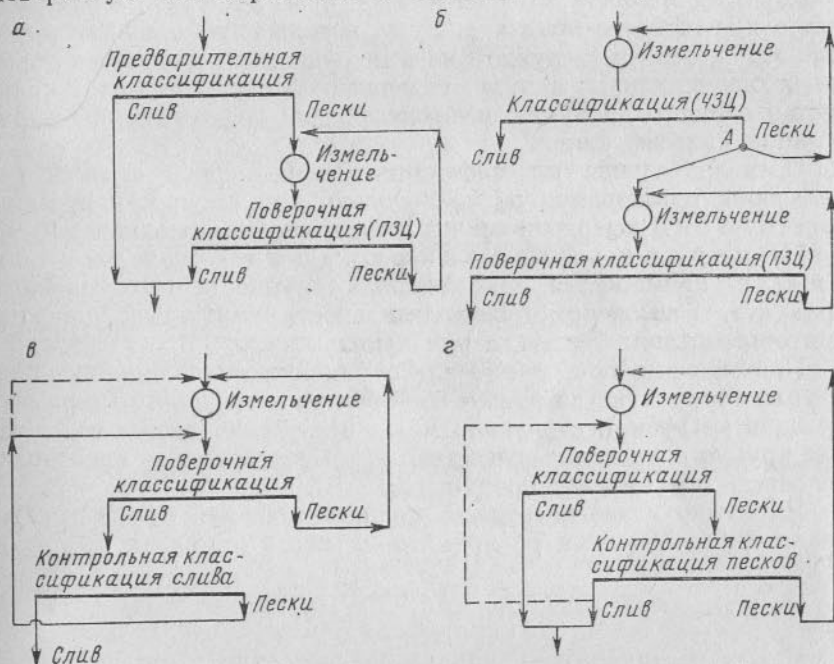 а
Предварительная
классификация
Слив
Пески
Измель-
чение
Поверочная
классификация(ПЗЦ)
Слив
Пески
б
Измельчение
Классификация(ЧЗЦ)
А
Пески
Слив
Измельчение
Поверочная классификация(ПЗЦ)
Слив
Пески
в
Измельчение
Поверочная
классификация
Слив
Пески
Контрольная клас-
сификация слива
Пески
Слив
г
Измельчение
Поверочная
классификация
Слив
Пески
Контрольная клас-
сификация песков
Слив
Пески